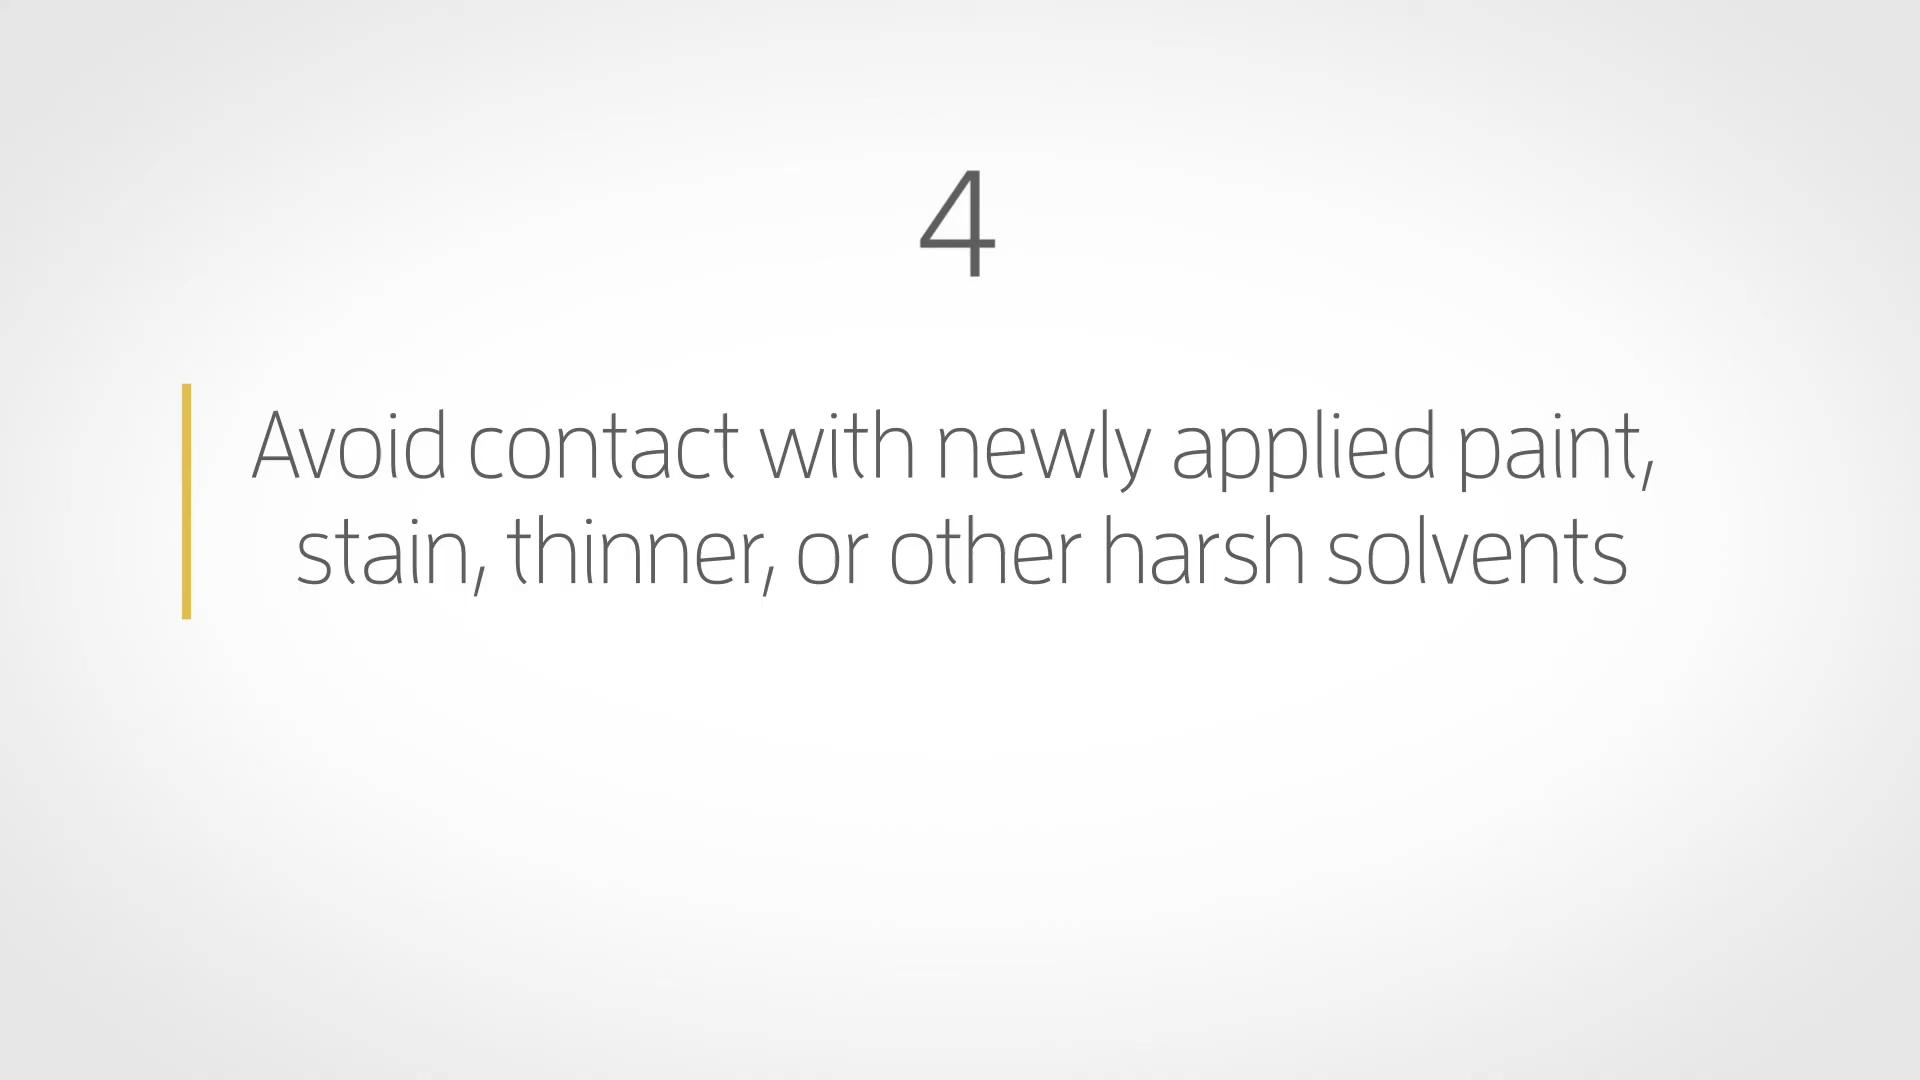 4
Avoid contact with newly applied paint,
stain, thinner, or other harsh solvents